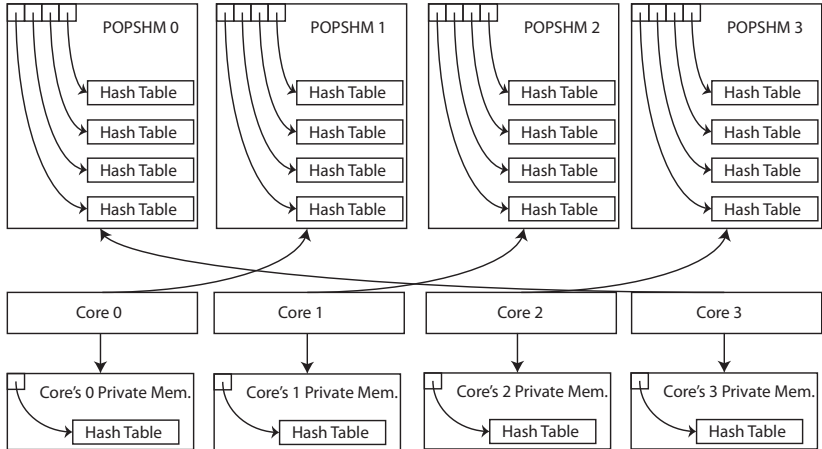 POPSHM 0 POPSHM 1 POPSHM 2 POPSHM 3
Hash Table Hash Table Hash Table Hash Table
Hash Table Hash Table Hash Table Hash Table
Hash Table Hash Table Hash Table Hash Table
Hash Table Hash Table Hash Table Hash Table
Core 0 Core 1 Core 2 Core 3
Core's 0 Private Mem. Core's 1 Private Mem. Core's 2 Private Mem. Core's 3 Private Mem.
Hash Table Hash Table Hash Table Hash Table